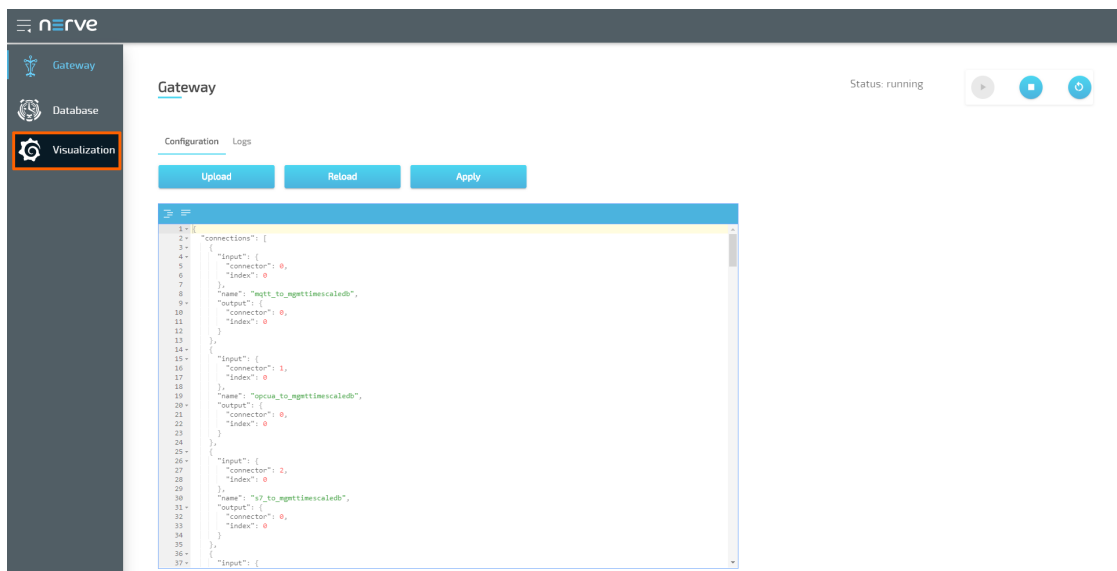 nerve
Gateway
Database
Visualization
Gateway
Status: running
Configuration Logs
Upload Reload Apply
1 {
2 "connections": [
3 {
4 "input": {
5 "connector": 0,
6 "index": 0
7 },
8 "name": "mqtt_to_mgmttimescaledb",
9 "output": {
10 "connector": 0,
11 "index": 0
12 }
13 },
14 {
15 "input": {
16 "connector": 1,
17 "index": 0
18 },
19 "name": "opcua_to_mgmttimescaledb",
20 "output": {
21 "connector": 0,
22 "index": 0
23 }
24 },
25 {
26 "input": {
27 "connector": 2,
28 "index": 0
29 },
30 "name": "s7_to_mgmttimescaledb",
31 "output": {
32 "connector": 0,
33 "index": 0
34 }
35 },
36 {
37 "input": {